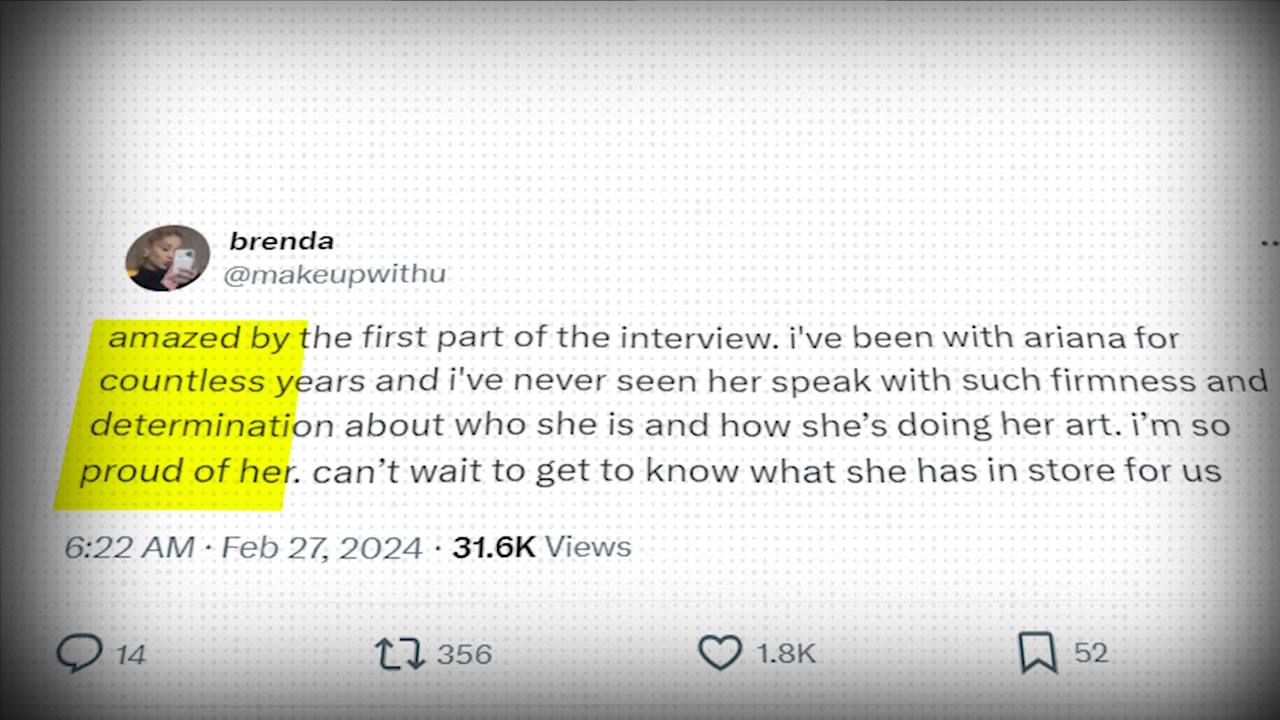 brenda
@makeupwithu
amazed by the first part of the interview. i've been with ariana for
countless years and i've never seen her speak with such firmness and
determination about who she is and how she’s doing her art. i’m so
proud of her. can’t wait to get to know what she has in store for us
6:22 AM · Feb 27, 2024 · 31.6K Views
14 356 1.8K 52